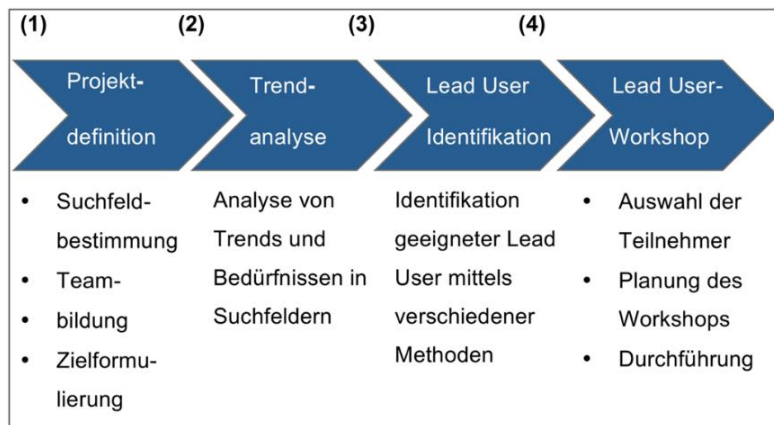 (1) (2) (3) (4)
Projekt-
definition
Trend-
analyse
Lead User
Identifikation
Lead User-
Workshop
• Suchfeld-
bestimmung
• Team-
• bildung
• Zielformu-
lierung
Analyse von
Trends und
Bedürfnissen in
Suchfeldern
Identifikation
geeigneter Lead
User mittels
verschiedener
Methoden
• Auswahl der
Teilnehmer
• Planung des
Workshops
• Durchführung